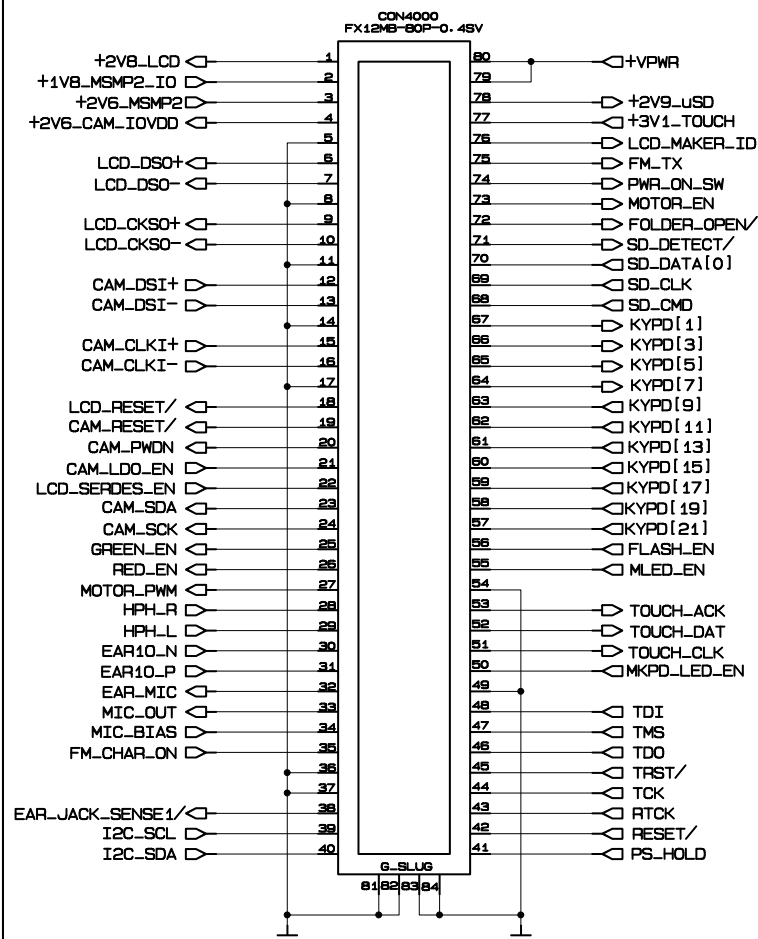 CON4000
FX12MB-80P-0.4SV
+2V8_LCD 1 80 +VPWR
+1V8_MSMP2_IO 2 79
+2V6_MSMP2 3 78 +2V9_uSD
+2V6_CAM_IOVDD 4 77 +3V1_TOUCH
5 76 LCD_MAKER_ID
LCD_DSO+ 6 75 FM_TX
LCD_DSO- 7 74 PWR_ON_SW
8 73 MOTOR_EN
LCD_CKSO+ 9 72 FOLDER_OPEN/
LCD_CKSO- 10 71 SD_DETECT/
11 70 SD_DATA[0]
CAM_DSI+ 12 69 SD_CLK
CAM_DSI- 13 68 SD_CMD
14 67 KYPD[1]
CAM_CLKI+ 15 66 KYPD[3]
CAM_CLKI- 16 65 KYPD[5]
17 64 KYPD[7]
LCD_RESET/ 18 63 KYPD[9]
CAM_RESET/ 19 62 KYPD[11]
CAM_PWDN 20 61 KYPD[13]
CAM_LDO_EN 21 60 KYPD[15]
LCD_SERDES_EN 22 59 KYPD[17]
CAM_SDA 23 58 KYPD[19]
CAM_SCK 24 57 KYPD[21]
GREEN_EN 25 56 FLASH_EN
RED_EN 26 55 MLED_EN
MOTOR_PWM 27 54
HPH_R 28 53 TOUCH_ACK
HPH_L 29 52 TOUCH_DAT
EAR1O_N 30 51 TOUCH_CLK
EAR1O_P 31 50 MKPD_LED_EN
EAR_MIC 32 49
MIC_OUT 33 48 TDI
MIC_BIAS 34 47 TMS
FM_CHAR_ON 35 46 TDO
36 45 TRST/
37 44 TCK
EAR_JACK_SENSE1/ 38 43 RTCK
I2C_SCL 39 42 RESET/
I2C_SDA 40 41 PS_HOLD
G_SLUG
81 82 83 84